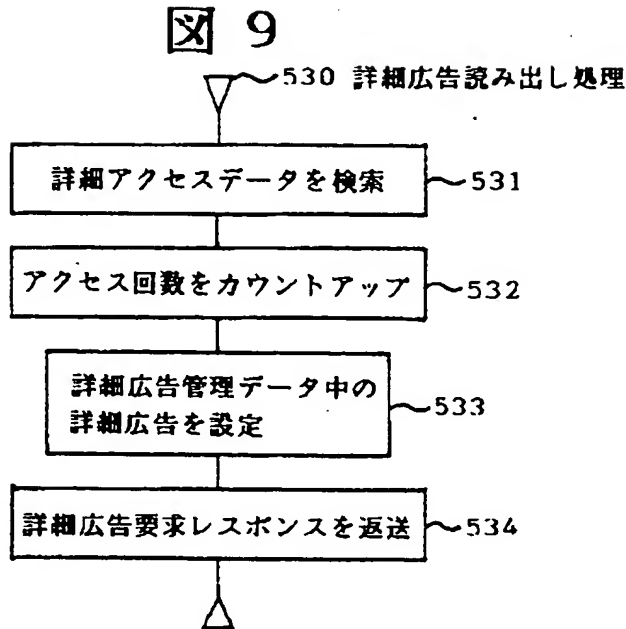 図 9
530 詳細広告読み出し処理
詳細アクセスデータを検索 531
アクセス回数をカウントアップ 532
詳細広告管理データ中の
詳細広告を設定 533
詳細広告要求レスポンスを返送 534